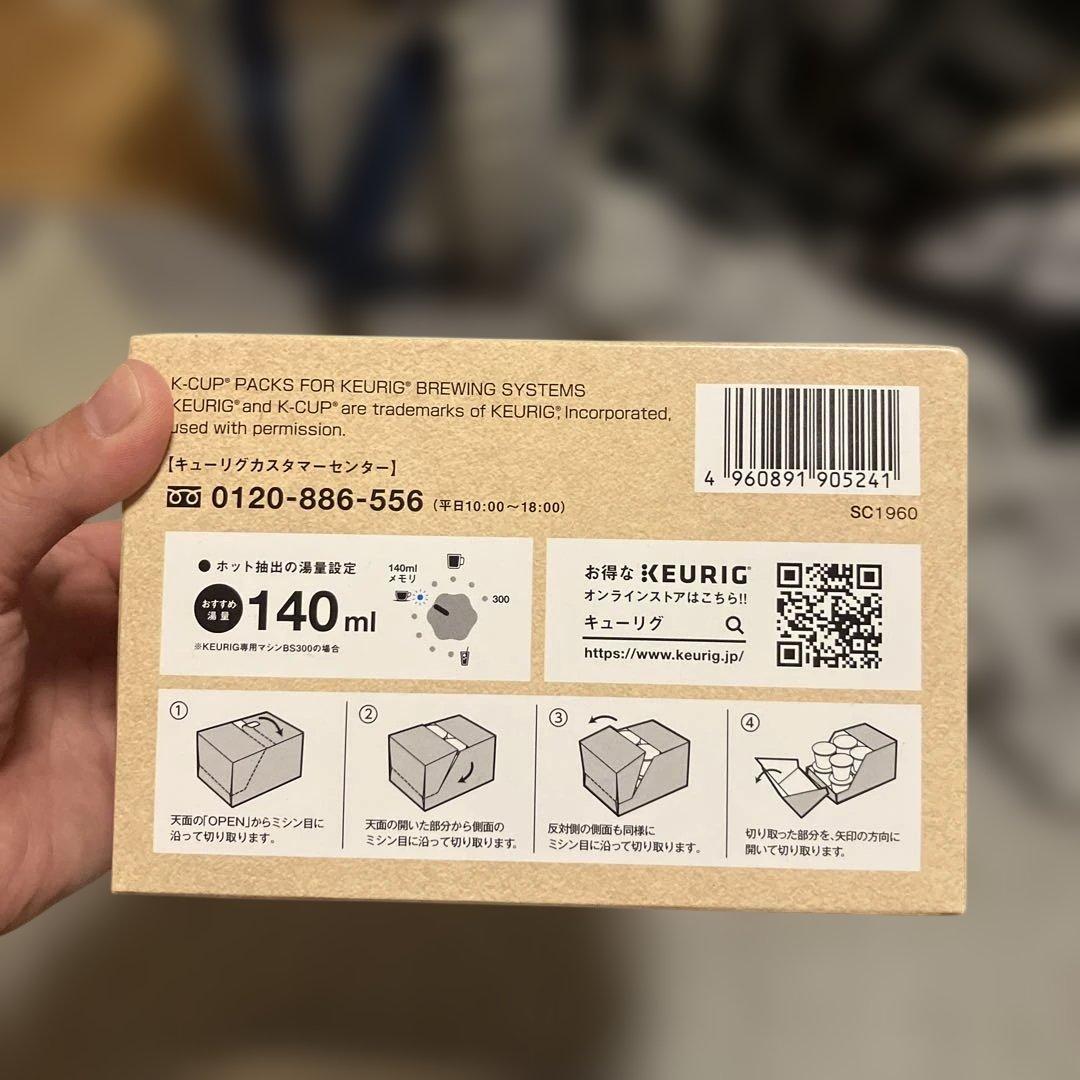 K-CUP® PACKS FOR KEURIG® BREWING SYSTEMS
KEURIG® and K-CUP® are trademarks of KEURIG®, Incorporated,
used with permission.
【キューリグカスタマーセンター】
0120-886-556 (平日10:00～18:00)
4 960891 905241
SC1960
●ホット抽出の湯量設定
おすすめ
湯量
140ml
※KEURIG専用マシンBS300の場合
140ml
メモリ
300
お得な KEURIG®
オンラインストアはこちら!!
キューリグ
https://www.keurig.jp/
①
天面の「OPEN」からミシン目に
沿って切り取ります。
②
天面の開いた部分から側面の
ミシン目に沿って切り取ります。
③
反対側の側面も同様に
ミシン目に沿って切り取ります。
④
切り取った部分を、矢印の方向に
開いて切り取ります。